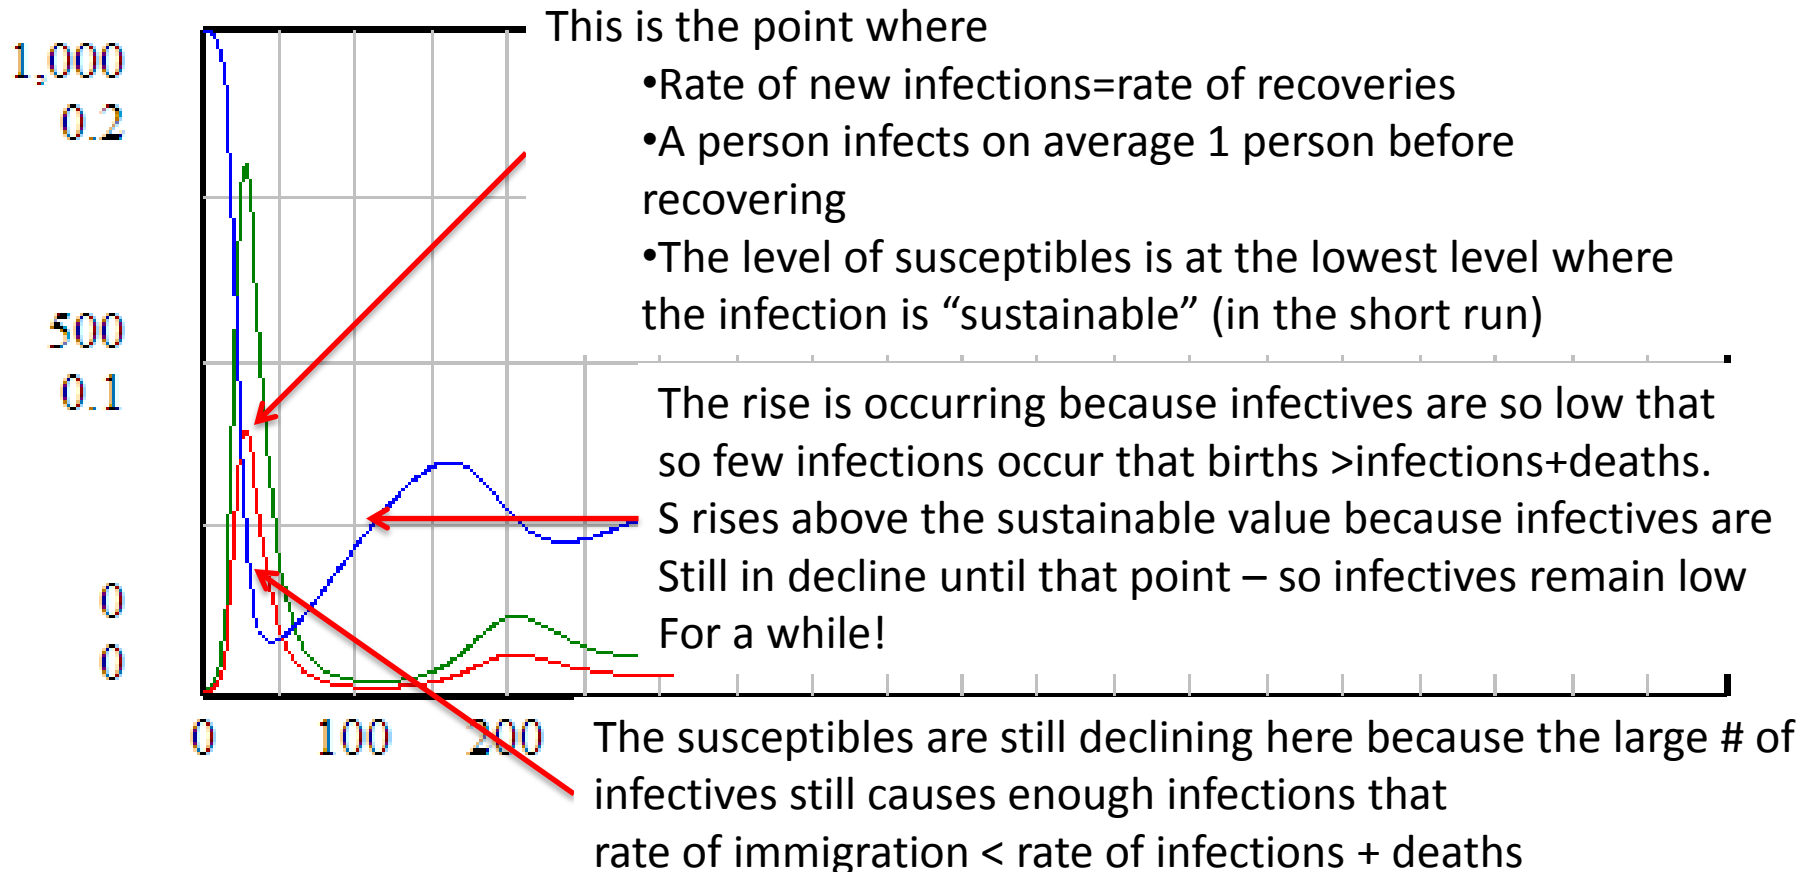 This is the point where
•Rate of new infections=rate of recoveries
•A person infects on average 1 person before
recovering
•The level of susceptibles is at the lowest level where
the infection is “sustainable” (in the short run)
1,000
0.2
500
0.1
0
0
The rise is occurring because infectives are so low that
so few infections occur that births >infections+deaths.
S rises above the sustainable value because infectives are
Still in decline until that point – so infectives remain low
For a while!
0 100 200
The susceptibles are still declining here because the large # of
infectives still causes enough infections that
rate of immigration < rate of infections + deaths